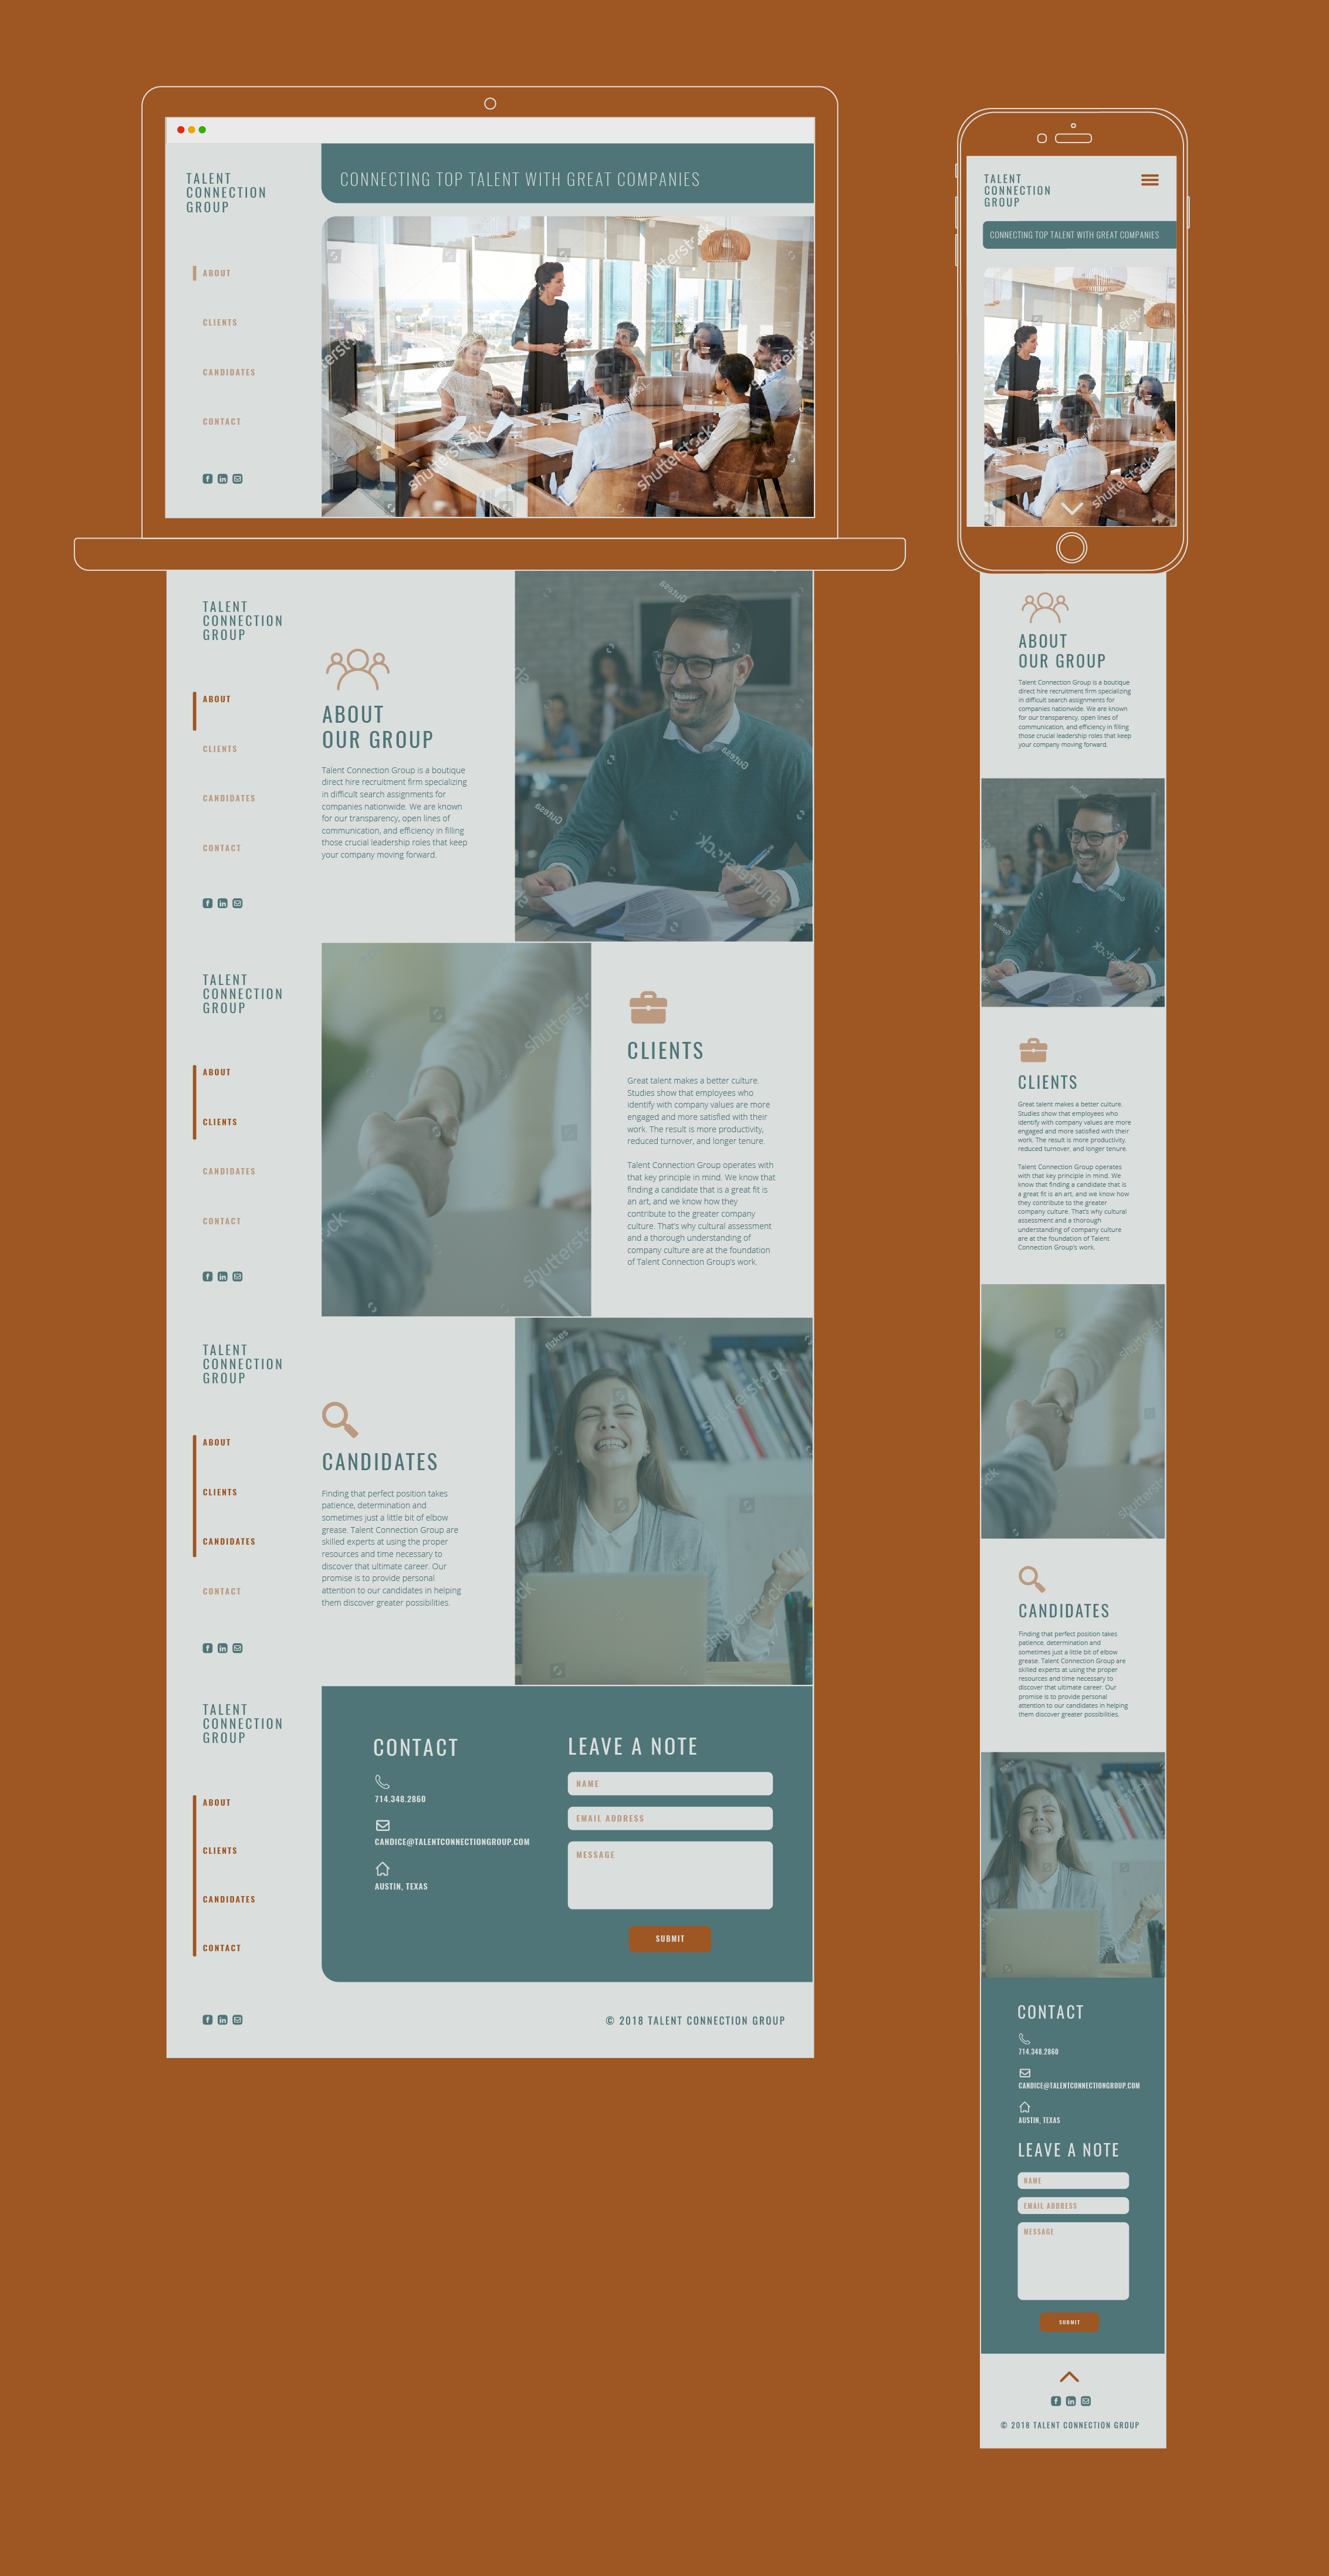 TALENT
CONNECTION
GROUP
CONNECTING TOP TALENT WITH GREAT COMPANIES
ABOUT
CLIENTS
CANDIDATES
CONTACT
shutterstock
shutterstock
shutterstock
TALENT
CONNECTION
GROUP
CONNECTING TOP TALENT WITH GREAT COMPANIES
shutterstock
TALENT
CONNECTION
GROUP
ABOUT
CLIENTS
CANDIDATES
CONTACT
ABOUT
OUR GROUP
Talent Connection Group is a boutique
direct hire recruitment firm specializing
in difficult search assignments for
companies nationwide. We are known
for our transparency, open lines of
communication, and efficiency in filling
those crucial leadership roles that keep
your company moving forward.
Gutesa
Gutesa
Gutesa
shutterstock
TALENT
CONNECTION
GROUP
ABOUT
CLIENTS
CANDIDATES
CONTACT
shutterstock
shutterstock
CLIENTS
Great talent makes a better culture.
Studies show that employees who
identify with company values are more
engaged and more satisfied with their
work. The result is more productivity,
reduced turnover, and longer tenure.
Talent Connection Group operates with
that key principle in mind. We know that
finding a candidate that is a great fit is
an art, and we know how they
contribute to the greater company
culture. That's why cultural assessment
and a thorough understanding of
company culture are at the foundation
of Talent Connection Group's work.
TALENT
CONNECTION
GROUP
ABOUT
CLIENTS
CANDIDATES
CONTACT
CANDIDATES
Finding that perfect position takes
patience, determination and
sometimes just a little bit of elbow
grease. Talent Connection Group are
skilled experts at using the proper
resources and time necessary to
discover that ultimate career. Our
promise is to provide personal
attention to our candidates in helping
them discover greater possibilities.
fizkes
shutterstock
shutterstock
TALENT
CONNECTION
GROUP
ABOUT
CLIENTS
CANDIDATES
CONTACT
CONTACT
714.348.2860
CANDICE@TALENTCONNECTIONGROUP.COM
AUSTIN, TEXAS
LEAVE A NOTE
NAME
EMAIL ADDRESS
MESSAGE
SUBMIT
© 2018 TALENT CONNECTION GROUP
ABOUT
OUR GROUP
Talent Connection Group is a boutique
direct hire recruitment firm specializing
in difficult search assignments for
companies nationwide. We are known
for our transparency, open lines of
communication, and efficiency in filling
those crucial leadership roles that keep
your company moving forward.
CLIENTS
Great talent makes a better culture.
Studies show that employees who
identify with company values are more
engaged and more satisfied with their
work. The result is more productivity,
reduced turnover, and longer tenure.
Talent Connection Group operates
with that key principle in mind. We
know that finding a candidate that is
a great fit is an art, and we know how
they contribute to the greater
company culture. That's why cultural
assessment and a thorough
understanding of company culture
are at the foundation of Talent
Connection Group's work.
CANDIDATES
Finding that perfect position takes
patience, determination and
sometimes just a little bit of elbow
grease. Talent Connection Group are
skilled experts at using the proper
resources and time necessary to
discover that ultimate career. Our
promise is to provide personal
attention to our candidates in helping
them discover greater possibilities.
CONTACT
714.348.2860
CANDICE@TALENTCONNECTIONGROUP.COM
AUSTIN, TEXAS
LEAVE A NOTE
NAME
EMAIL ADDRESS
MESSAGE
SUBMIT
© 2018 TALENT CONNECTION GROUP